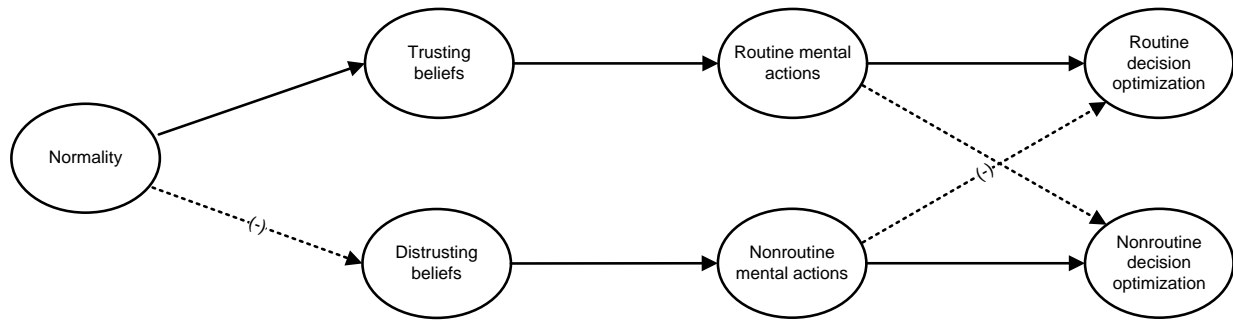 Normality
Trusting
beliefs
Distrusting
beliefs
Routine mental
actions
Nonroutine
mental actions
Routine
decision
optimization
Nonroutine
decision
optimization
(-)
(-)